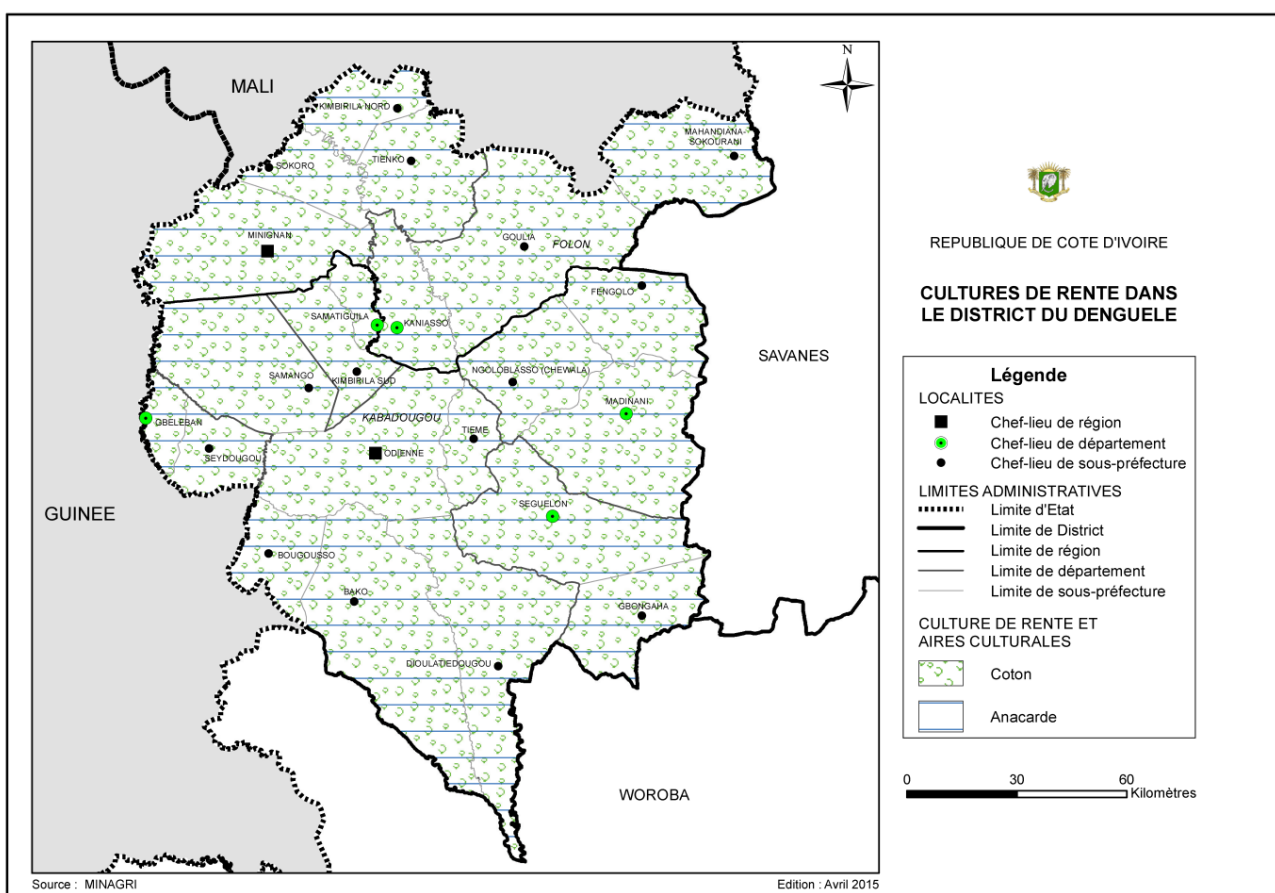 MALI
N
KIMBIRILA NORD
MAHANDIANA-
SOKOURANI
TIENKO
SOKORO
MINIGNAN
GOULIA
FOLON
FENGOLO
SAMATIGUILA
KANIASSO
SAMANGO
KIMBIRILA SUD
NGOLOBLASSO (CHEWALA)
MADINANI
GBELEBAN
KABADOUGOU
TIEME
SEYDOUGOU
ODIENNE
SEGUELON
GUINEE
SAVANES
BOUGOUSSO
BAKO
GBONGAHA
DIOULATIEDOUGOU
WOROBA
Source : MINAGRI
Edition : Avril 2015
REPUBLIQUE DE COTE D'IVOIRE
CULTURES DE RENTE DANS
LE DISTRICT DU DENGUELE
Légende
LOCALITES
Chef-lieu de région
Chef-lieu de département
Chef-lieu de sous-préfecture
LIMITES ADMINISTRATIVES
Limite d'Etat
Limite de District
Limite de région
Limite de département
Limite de sous-préfecture
CULTURE DE RENTE ET
AIRES CULTURALES
Coton
Anacarde
0 30 60
Kilomètres